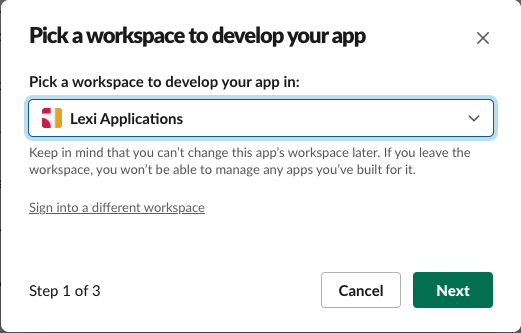 Pick a workspace to develop your app
Pick a workspace to develop your app in:
Lexi Applications
Keep in mind that you can't change this app's workspace later. If you leave the
workspace, you won't be able to manage any apps you've built for it.
Sign into a different workspace
Step 1 of 3
Cancel
Next